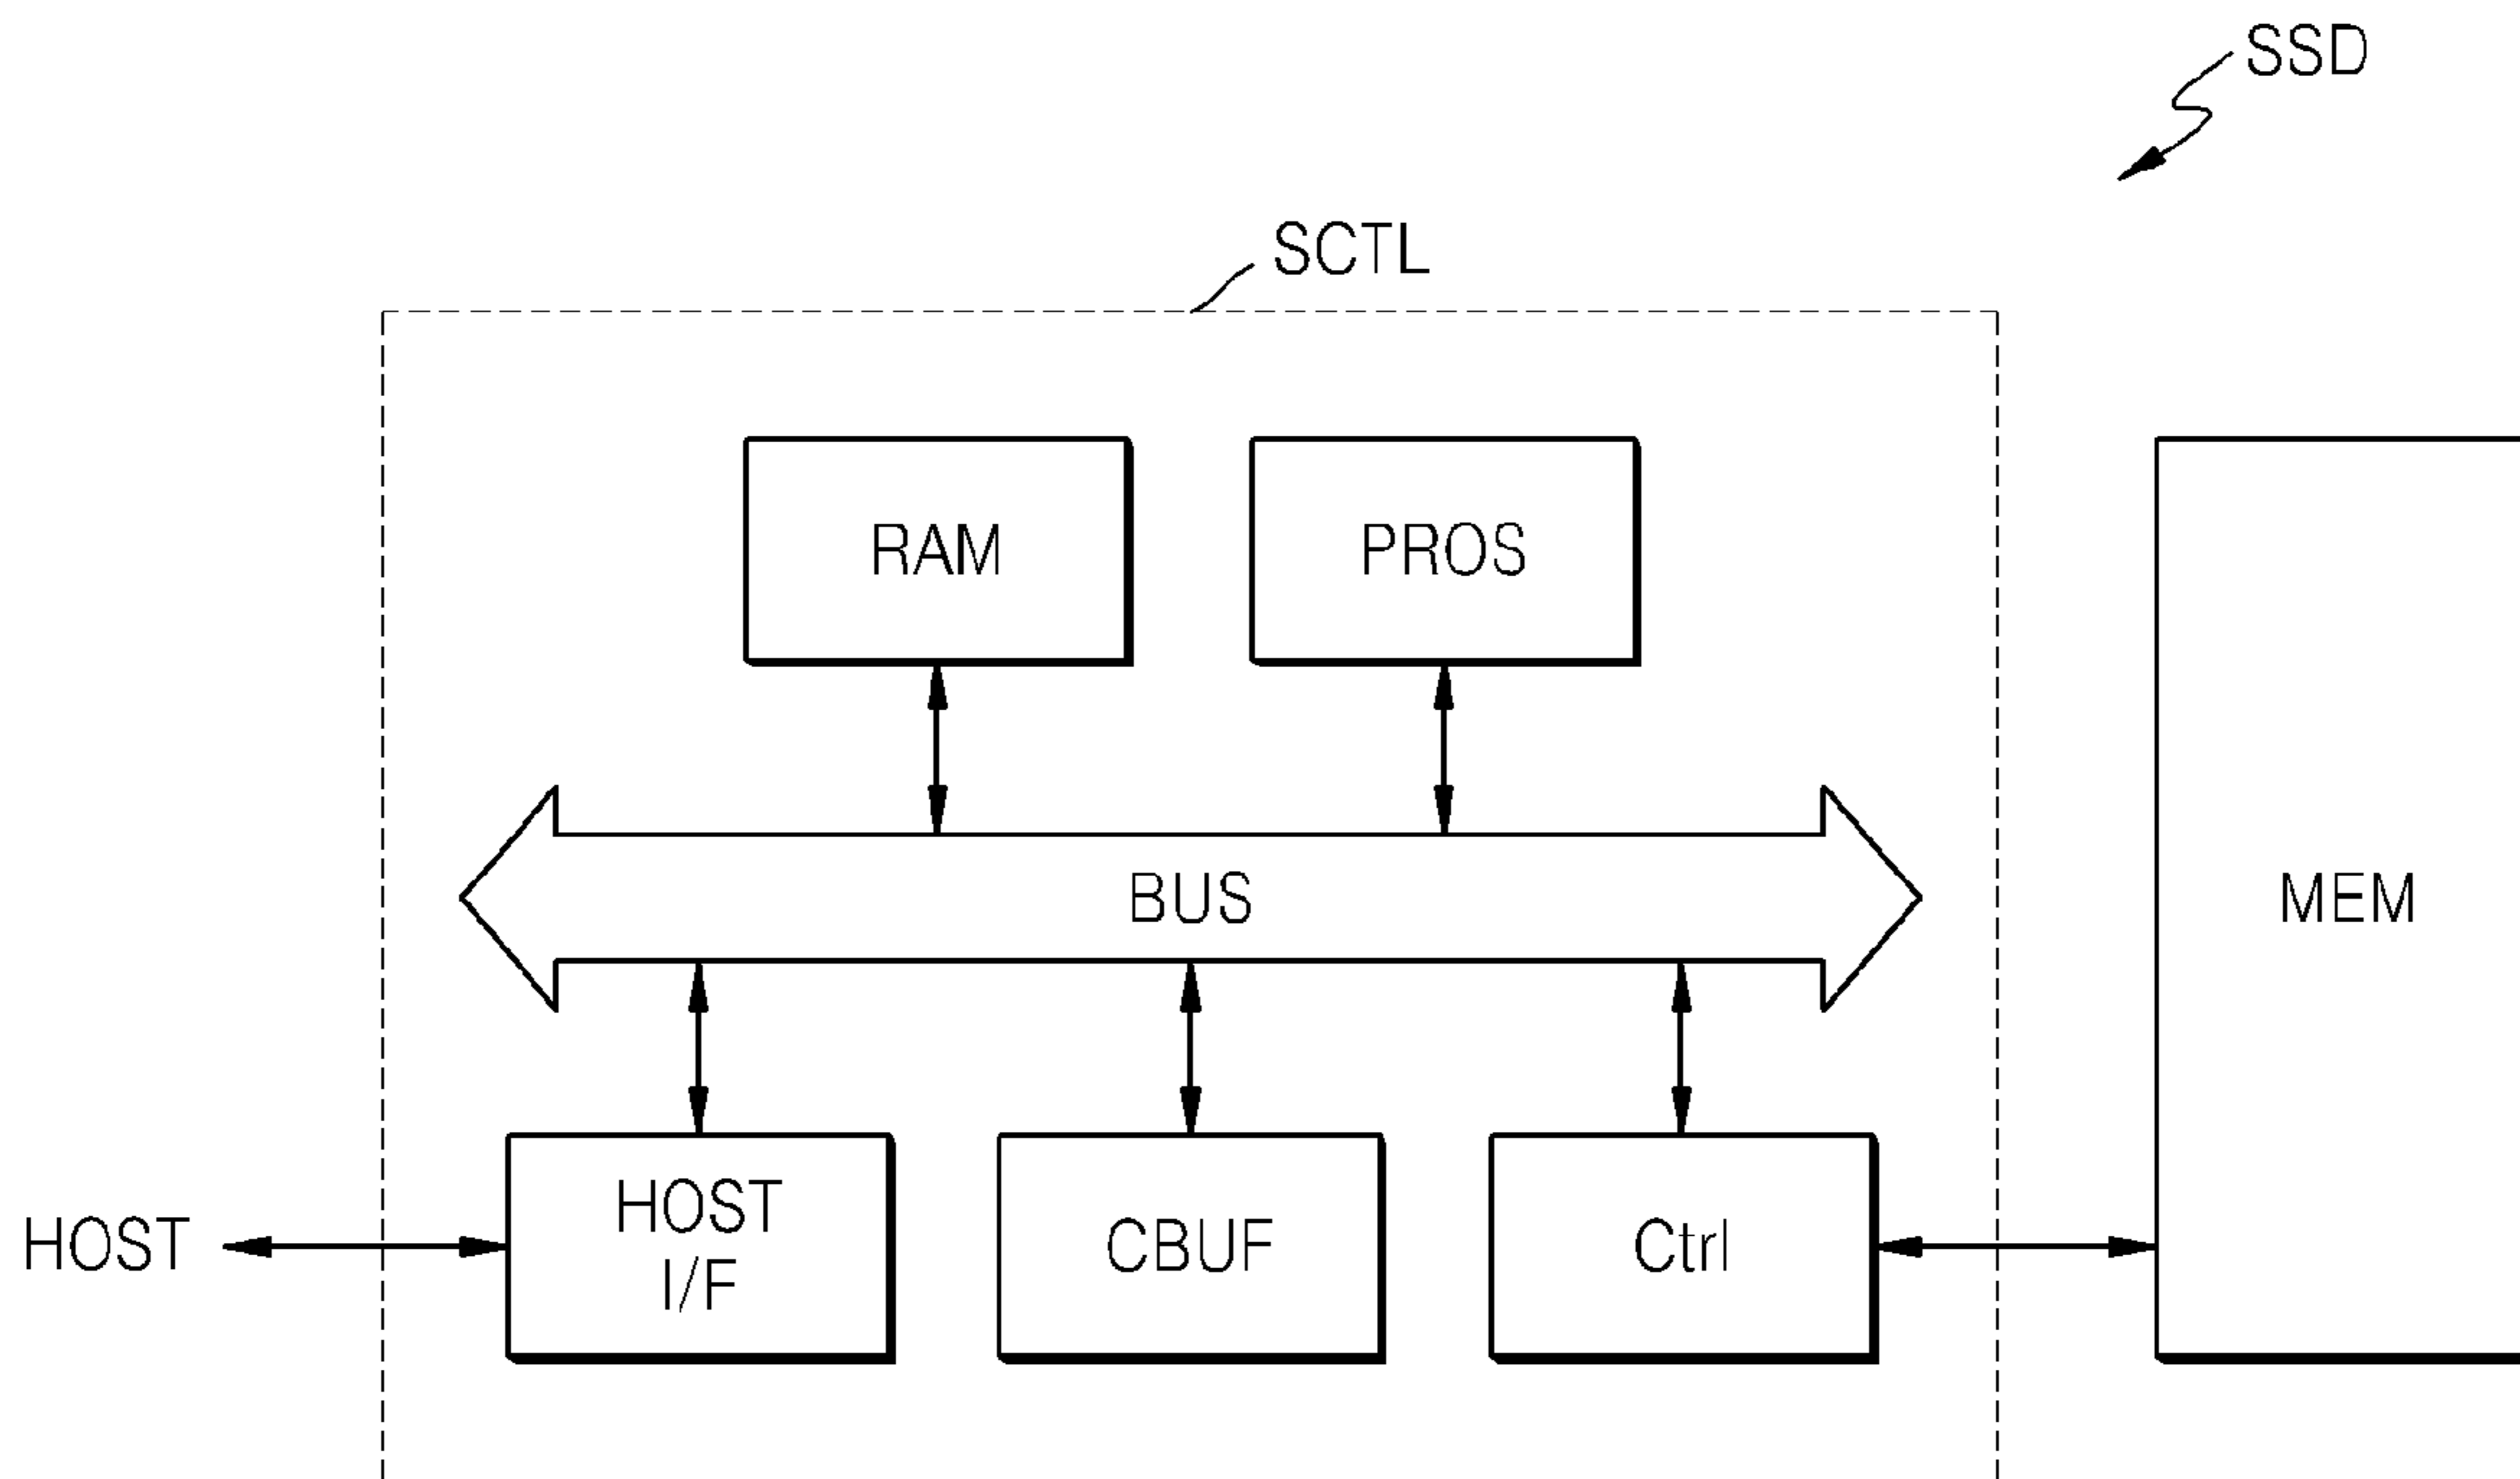 SSD
SCTL
RAM
PROS
BUS
MEM
HOST
HOST
I/F
CBUF
Ctrl